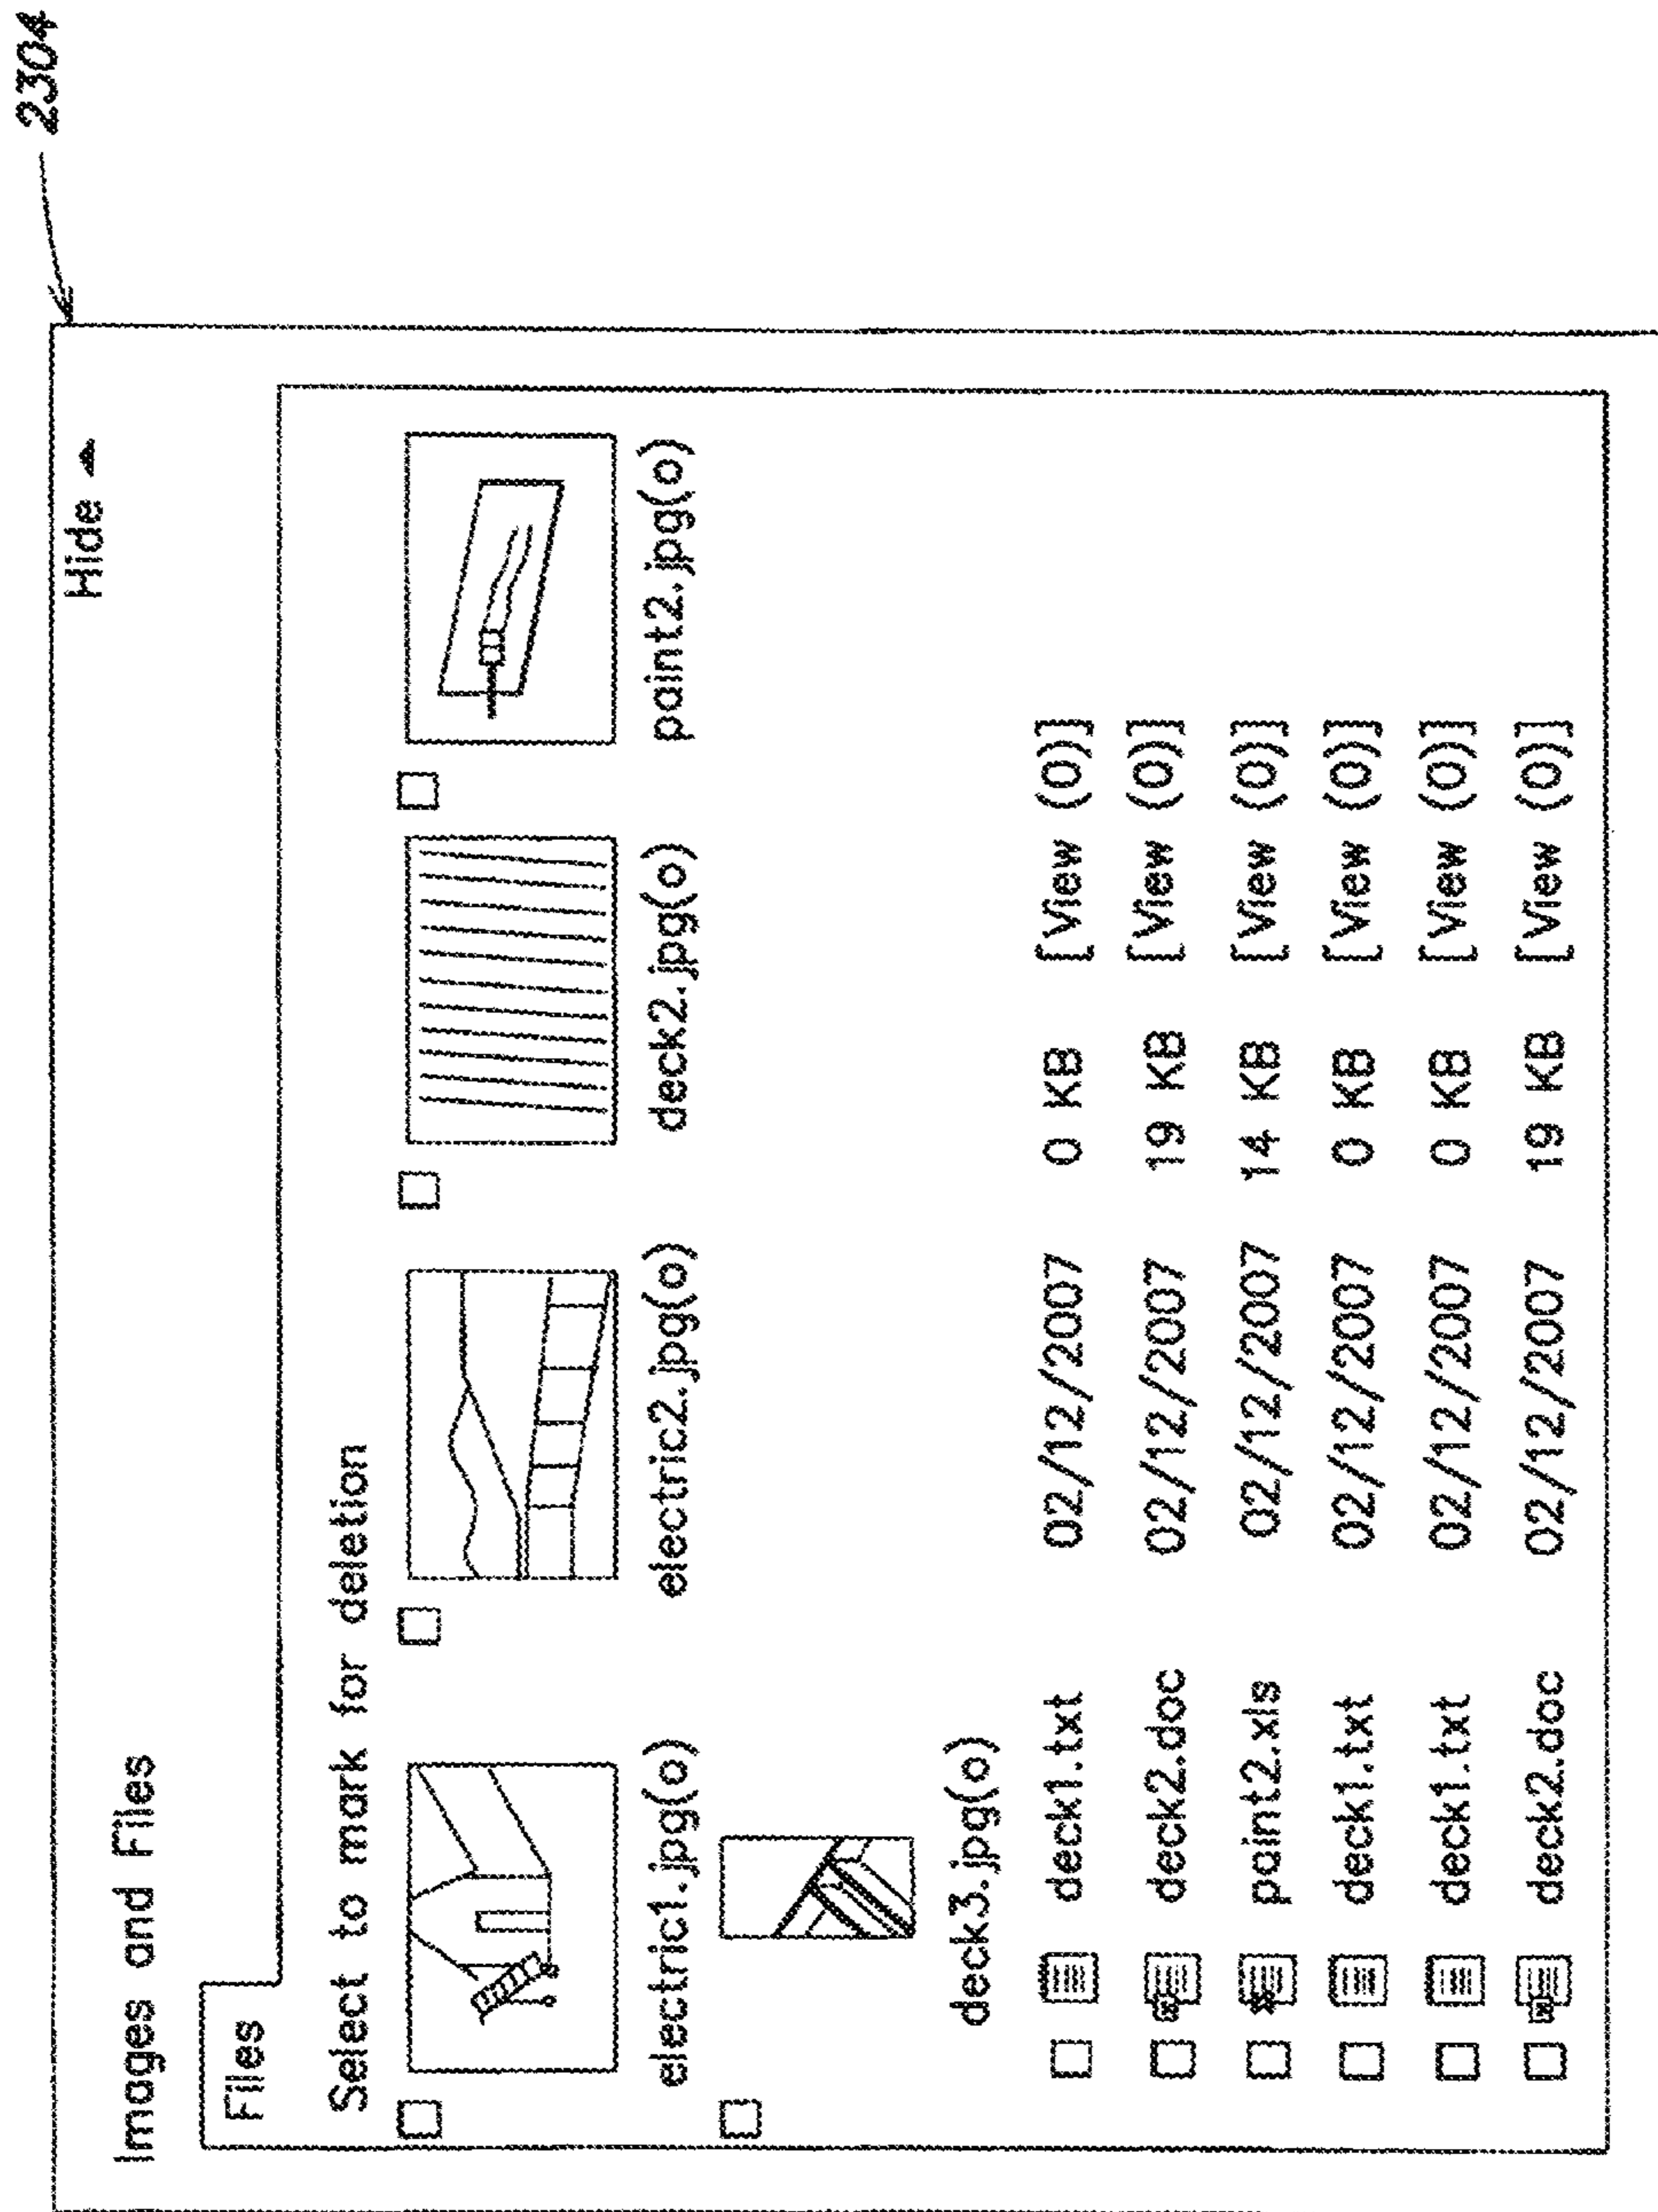 2304
Hide
Images and Files
Files
Select to mark for deletion
electric1.jpg(o) electric2.jpg(o) deck2.jpg(o) paint2.jpg(o)
deck3.jpg(o)
deck1.txt 02/12/2007 0 KB [View (0)]
deck2.doc 02/12/2007 19 KB [View (0)]
paint2.xls 02/12/2007 14 KB [View (0)]
deck1.txt 02/12/2007 0 KB [View (0)]
deck1.txt 02/12/2007 0 KB [View (0)]
deck2.doc 02/12/2007 19 KB [View (0)]